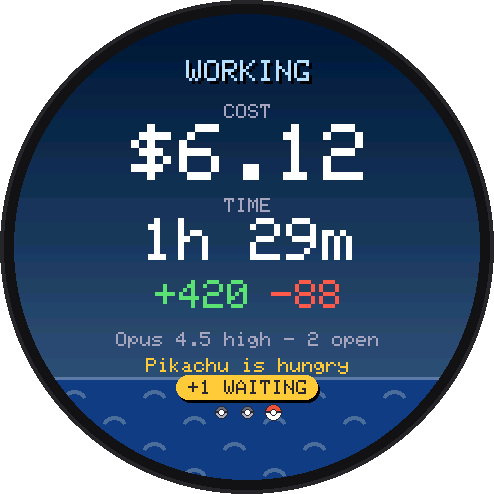 WORKING
COST
$6.12
TIME
1h 29m
+420 -88
Opus 4.5 high - 2 open
Pikachu is hungry
+1 WAITING